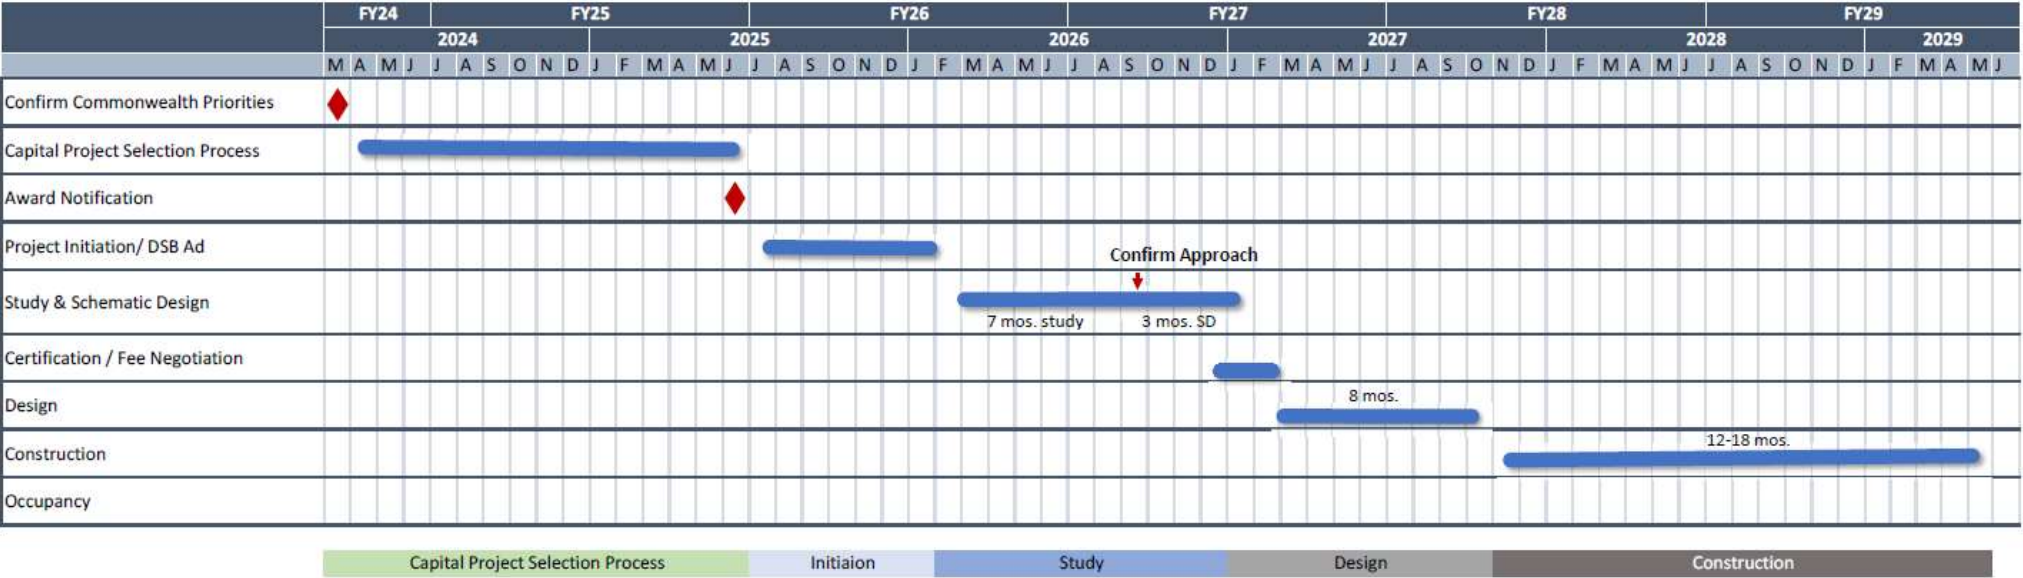 FY24 FY25 FY26 FY27 FY28 FY29
2024 2025 2026 2027 2028 2029
M A M J J A S O N D J F M A M J J A S O N D J F M A M J J A S O N D J F M A M J J A S O N D J F M A M J J A S O N D J F M A M J
Confirm Commonwealth Priorities
Capital Project Selection Process
Award Notification
Project Initiation/ DSB Ad
Confirm Approach
Study & Schematic Design
7 mos. study 3 mos. SD
Certification / Fee Negotiation
Design
8 mos.
Construction
12-18 mos.
Occupancy
Capital Project Selection Process Initiaion Study Design Construction